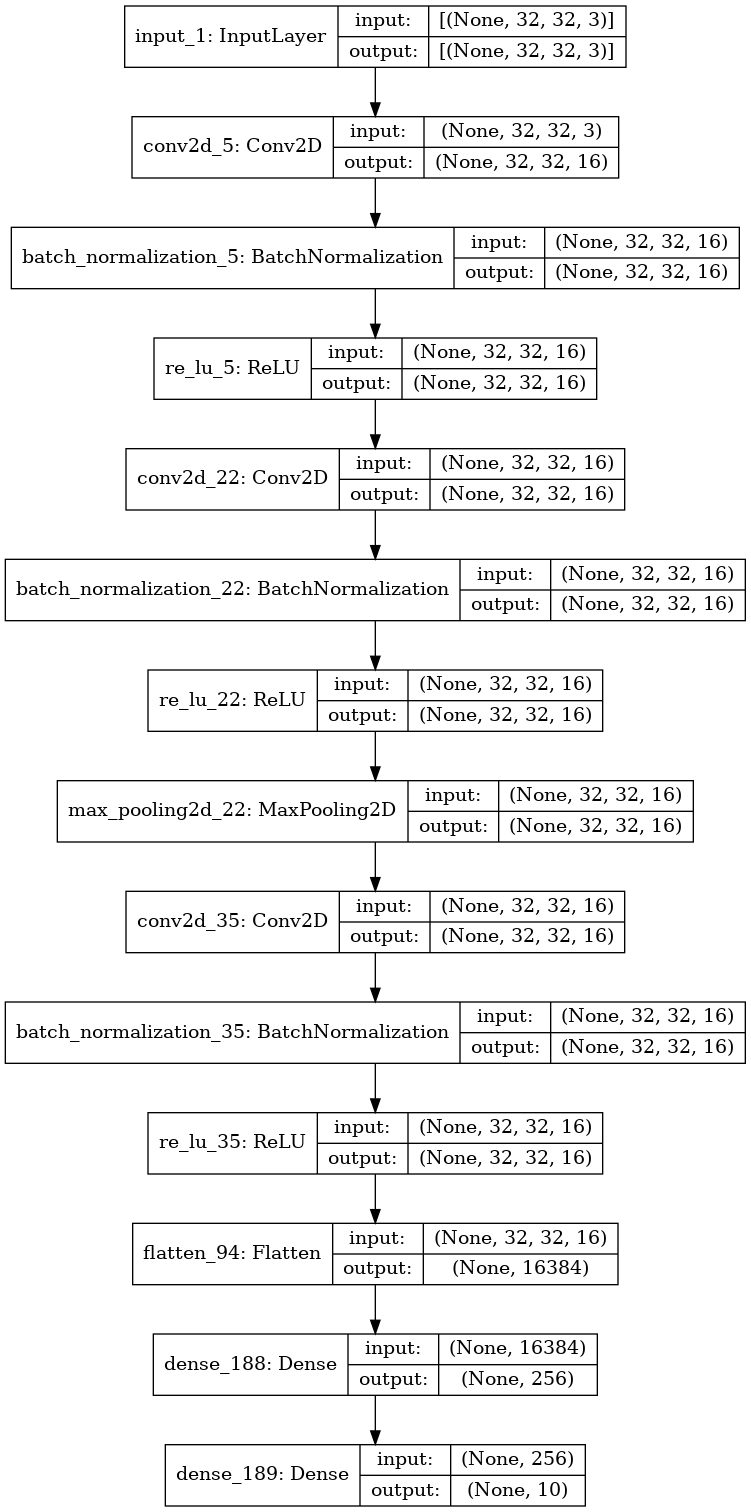 input_1: InputLayer
input: [(None, 32, 32, 3)]
output: [(None, 32, 32, 3)]
conv2d_5: Conv2D
input: (None, 32, 32, 3)
output: (None, 32, 32, 16)
batch_normalization_5: BatchNormalization
input: (None, 32, 32, 16)
output: (None, 32, 32, 16)
re_lu_5: ReLU
input: (None, 32, 32, 16)
output: (None, 32, 32, 16)
conv2d_22: Conv2D
input: (None, 32, 32, 16)
output: (None, 32, 32, 16)
batch_normalization_22: BatchNormalization
input: (None, 32, 32, 16)
output: (None, 32, 32, 16)
re_lu_22: ReLU
input: (None, 32, 32, 16)
output: (None, 32, 32, 16)
max_pooling2d_22: MaxPooling2D
input: (None, 32, 32, 16)
output: (None, 32, 32, 16)
conv2d_35: Conv2D
input: (None, 32, 32, 16)
output: (None, 32, 32, 16)
batch_normalization_35: BatchNormalization
input: (None, 32, 32, 16)
output: (None, 32, 32, 16)
re_lu_35: ReLU
input: (None, 32, 32, 16)
output: (None, 32, 32, 16)
flatten_94: Flatten
input: (None, 32, 32, 16)
output: (None, 16384)
dense_188: Dense
input: (None, 16384)
output: (None, 256)
dense_189: Dense
input: (None, 256)
output: (None, 10)